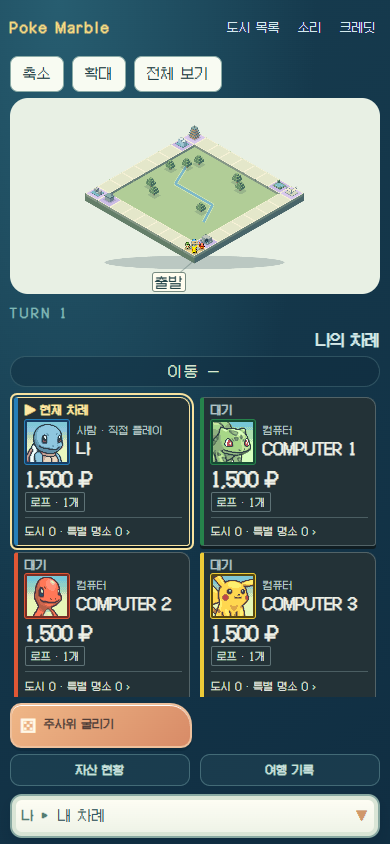 Poke Marble 도시 목록 소리 크레딧
축소 확대 전체 보기
출발
TURN 1
나의 차례
이동 —
▶ 현재 차례
사람 · 직접 플레이
나
1,500 ₽
로프 · 1개
도시 0 · 특별 명소 0 ›
대기
컴퓨터
COMPUTER 1
1,500 ₽
로프 · 1개
도시 0 · 특별 명소 0 ›
대기
컴퓨터
COMPUTER 2
1,500 ₽
로프 · 1개
도시 0 · 특별 명소 0 ›
대기
컴퓨터
COMPUTER 3
1,500 ₽
로프 · 1개
도시 0 · 특별 명소 0 ›
주사위 굴리기
자산 현황 여행 기록
나 ▶ 내 차례 ▼